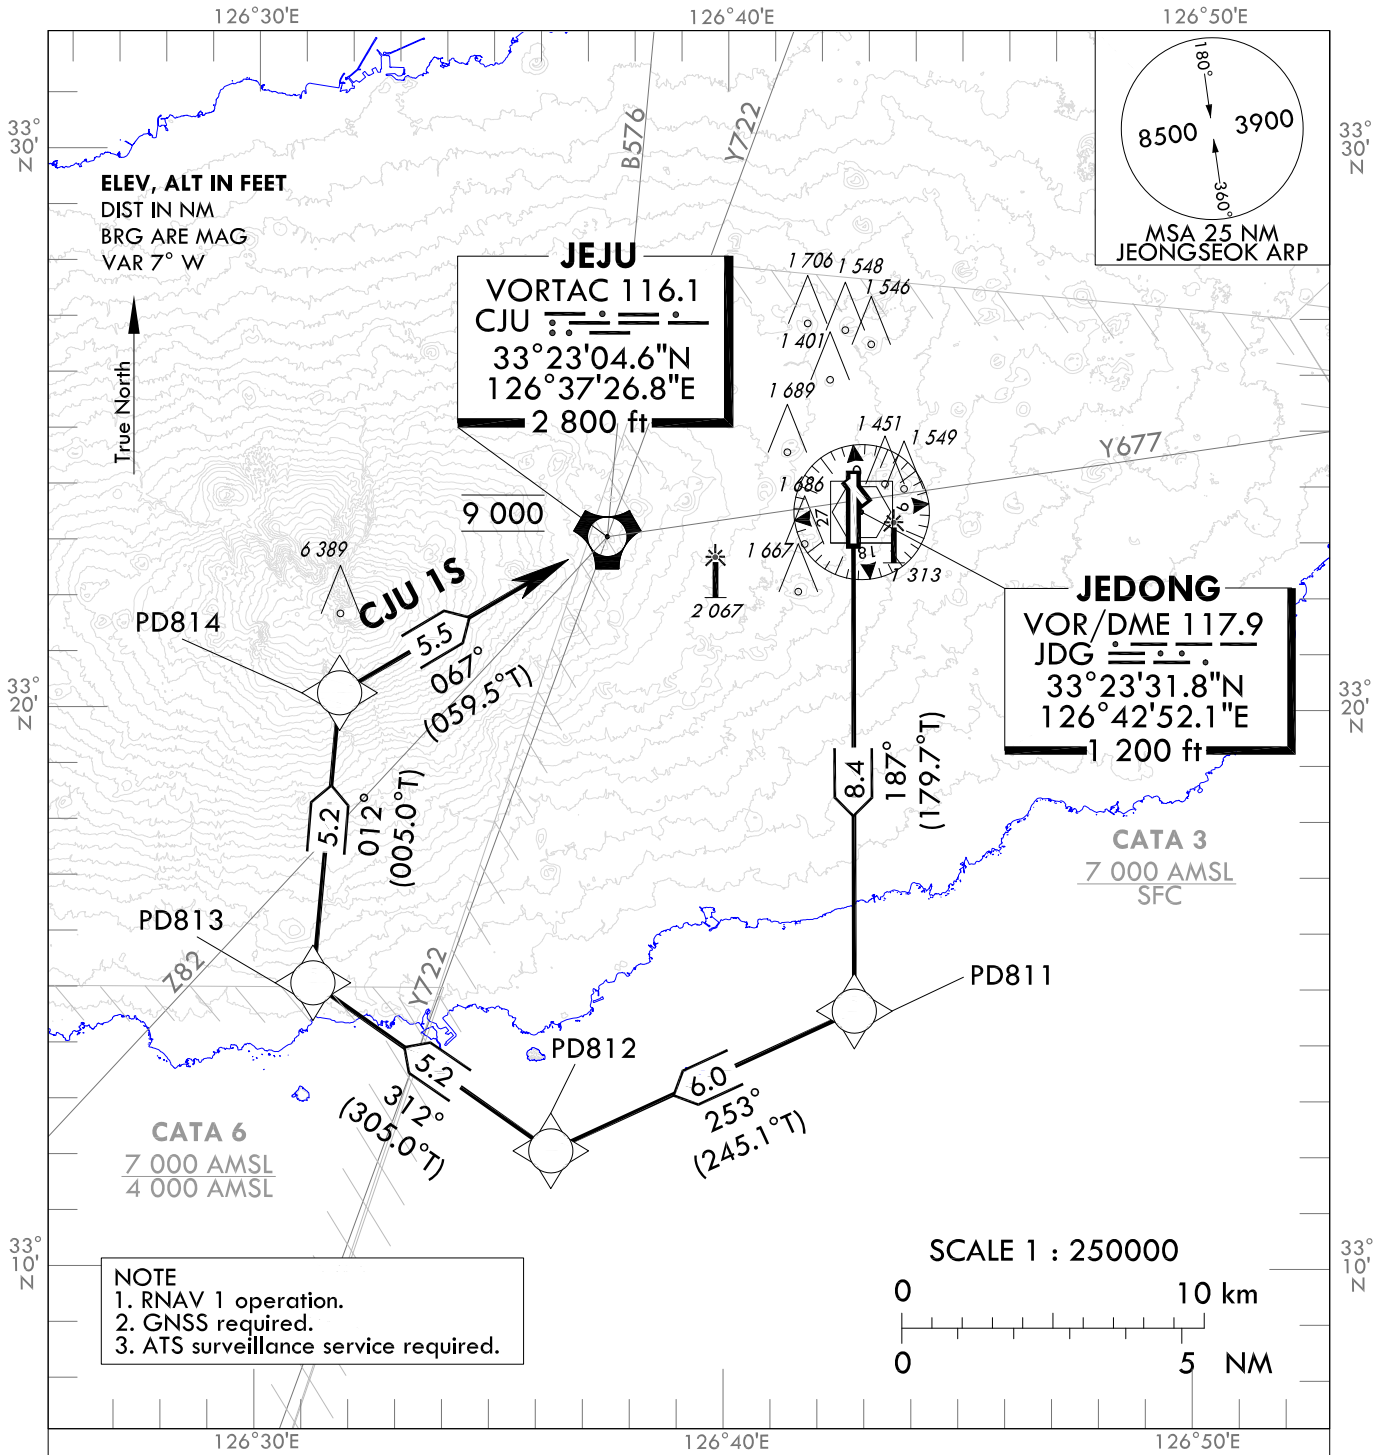 126°30'E
126°40'E
126°50'E
33°
30'
N
33°
30'
N
ELEV, ALT IN FEET
DIST IN NM
BRG ARE MAG
VAR 7° W
True North
B576
Y722
180°
8500
3900
360°
MSA 25 NM
JEONGSEOK ARP
JEJU
VORTAC 116.1
CJU
33°23'04.6"N
126°37'26.8"E
2 800 ft
1 706
1 548
1 546
1 401
1 689
1 451
1 549
1 686
1 667
1 313
2 067
6 389
Y677
9 000
27
9
18
CJU 1S
PD814
5.5
067°
(059.5°T)
JEDONG
VOR/DME 117.9
JDG
33°23'31.8"N
126°42'52.1"E
1 200 ft
33°
20'
N
33°
20'
N
8.4
187°
(179.7°T)
5.2
012°
(005.0°T)
CATA 3
7 000 AMSL
SFC
PD813
Z82
Y722
PD811
PD812
5.2
312°
(305.0°T)
6.0
253°
(245.1°T)
CATA 6
7 000 AMSL
4 000 AMSL
33°
10'
N
33°
10'
N
NOTE
1. RNAV 1 operation.
2. GNSS required.
3. ATS surveillance service required.
SCALE 1 : 250000
0
10 km
0
5 NM
126°30'E
126°40'E
126°50'E